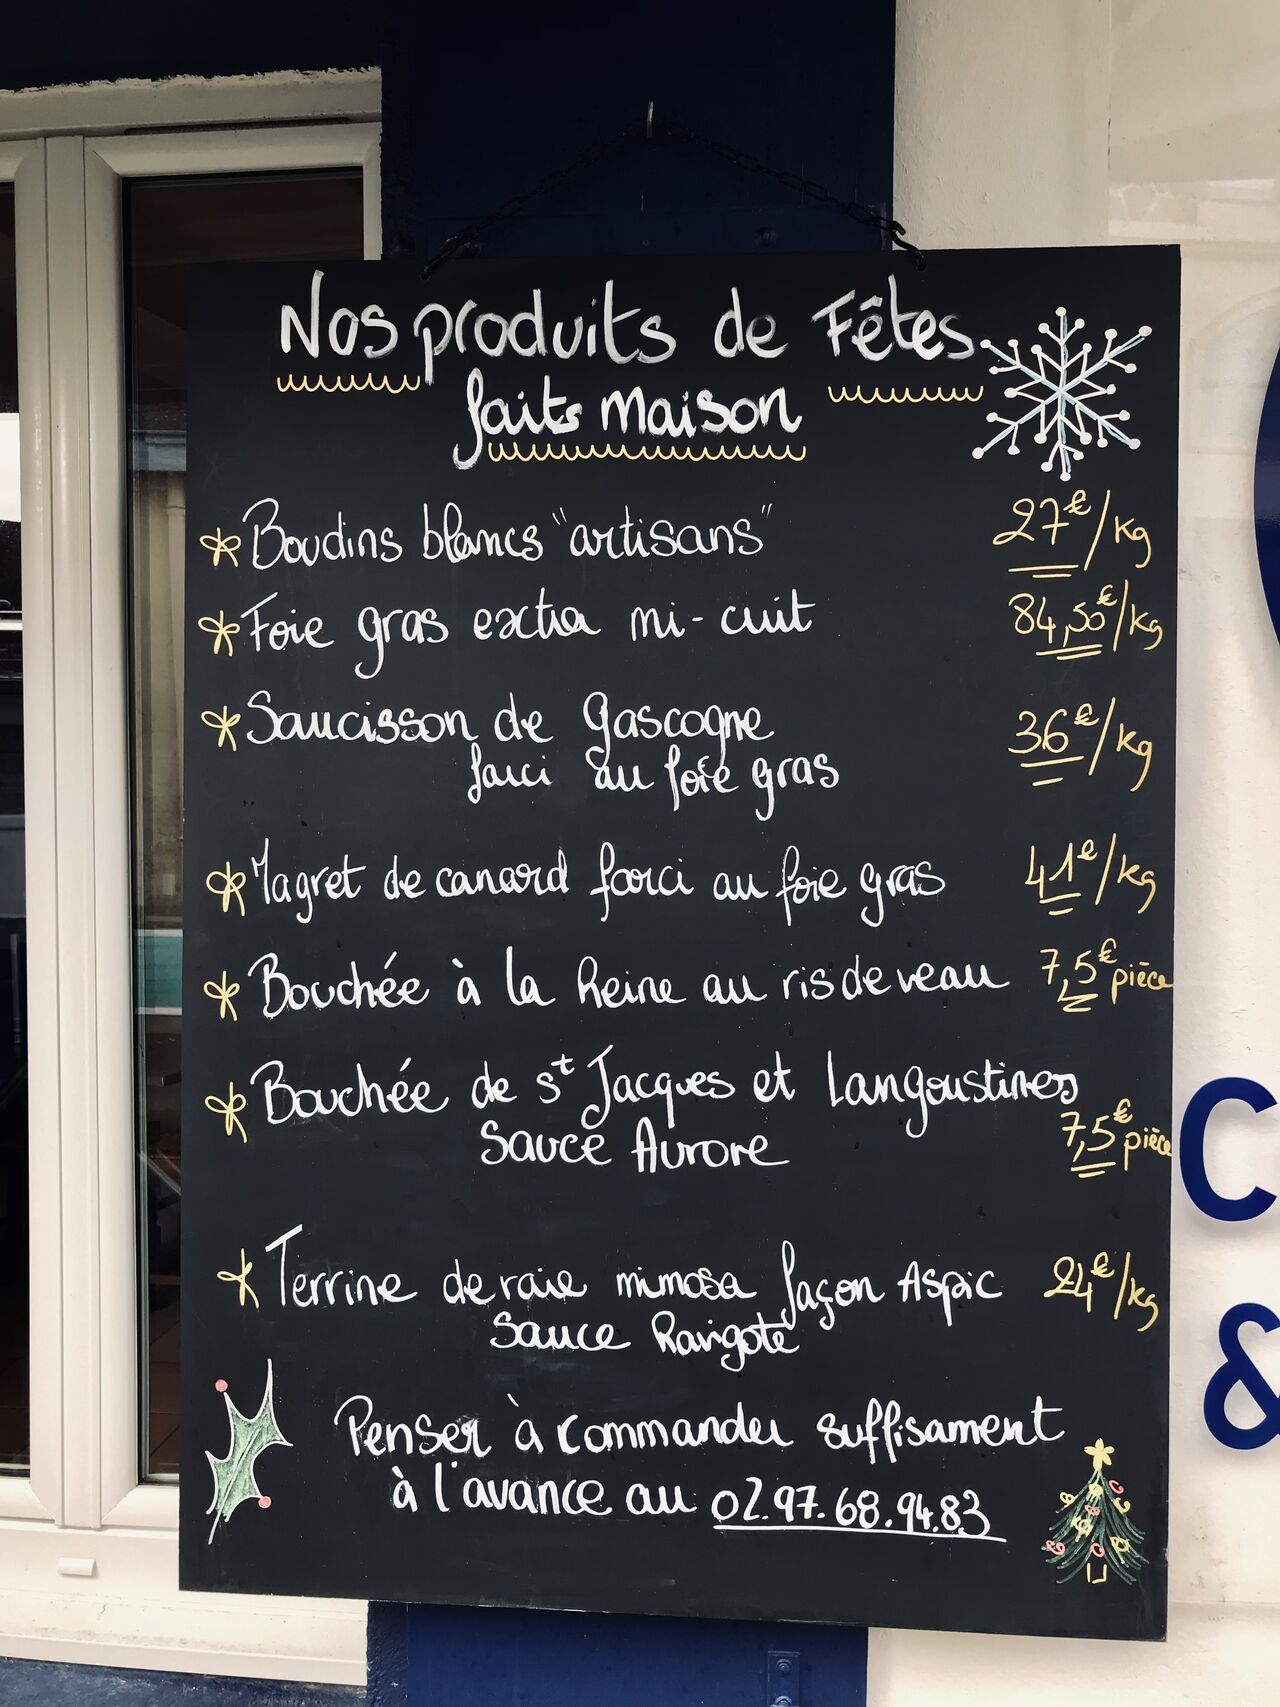 Nos produits de Fêtes
faits maison
Boudins blancs "artisans" 27€/kg
Foie gras extra mi-cuit 84,50€/kg
Saucisson de Gascogne 36€/kg
farci au foie gras
Magret de canard farci au foie gras 41€/kg
Bouchée à la Reine au ris de veau 7,5€ pièce
Bouchée de St Jacques et Langoustines
Sauce Aurore 7,5€ pièce
Terrine de raie mimosa façon Aspic 24€/kg
Sauce Ravigote
Penser à commander suffisament
à l'avance au 02.97.68.94.83
C
&